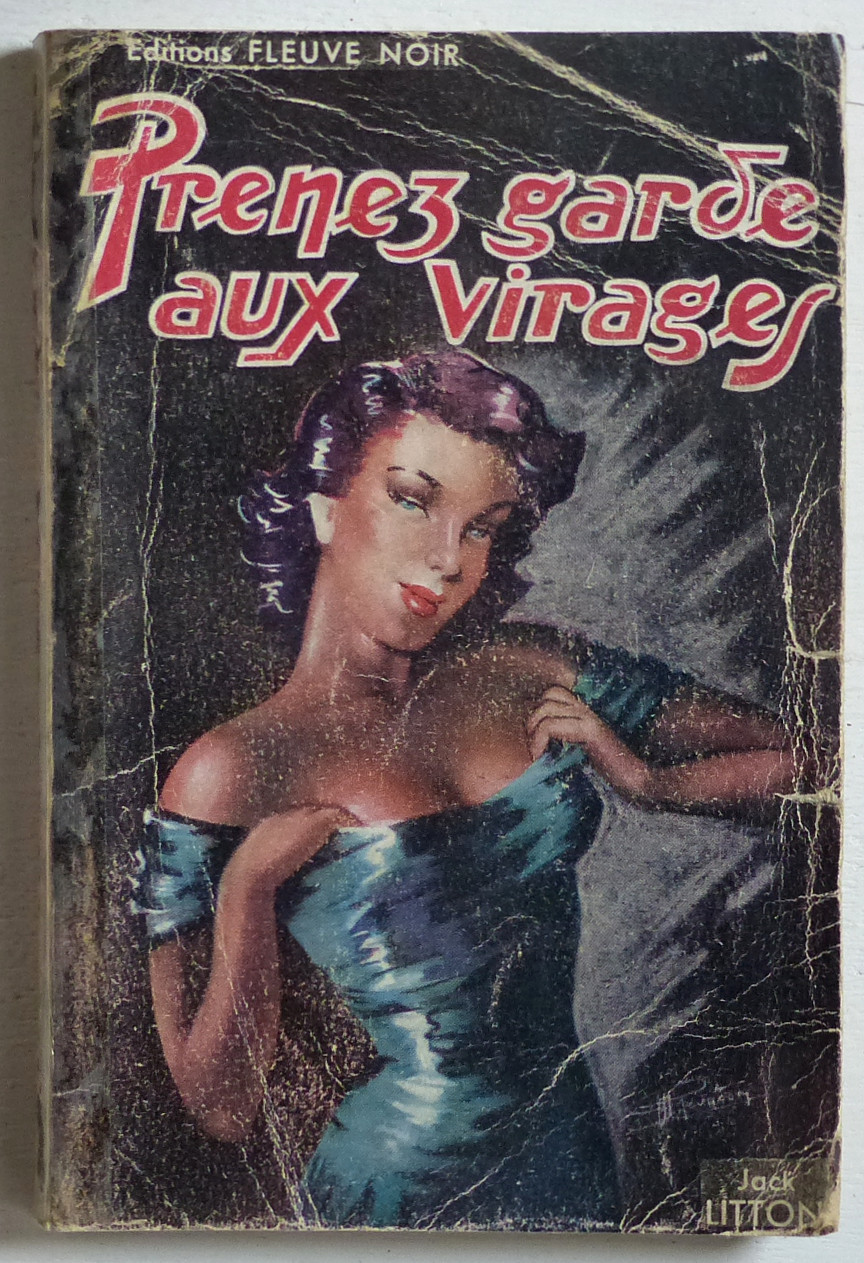 Editions FLEUVE NOIR
Prenez garde
aux virages
Jack
LITTON